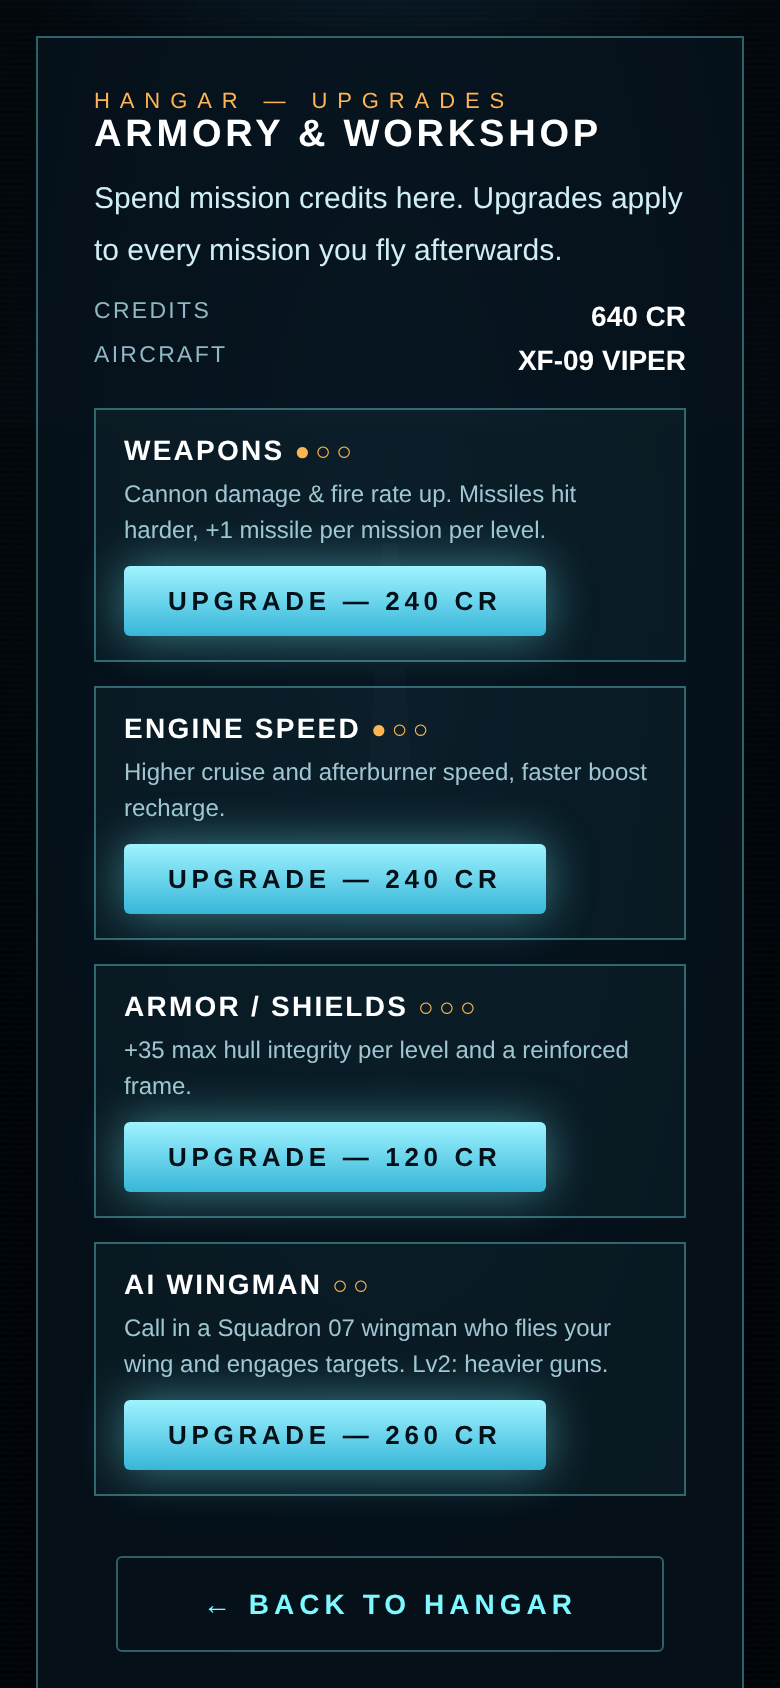 HANGAR — UPGRADES
ARMORY & WORKSHOP
Spend mission credits here. Upgrades apply
to every mission you fly afterwards.
CREDITS 640 CR
AIRCRAFT XF-09 VIPER
WEAPONS ●○○
Cannon damage & fire rate up. Missiles hit
harder, +1 missile per mission per level.
UPGRADE — 240 CR
ENGINE SPEED ●○○
Higher cruise and afterburner speed, faster boost
recharge.
UPGRADE — 240 CR
ARMOR / SHIELDS ○○○
+35 max hull integrity per level and a reinforced
frame.
UPGRADE — 120 CR
AI WINGMAN ○○
Call in a Squadron 07 wingman who flies your
wing and engages targets. Lv2: heavier guns.
UPGRADE — 260 CR
← BACK TO HANGAR